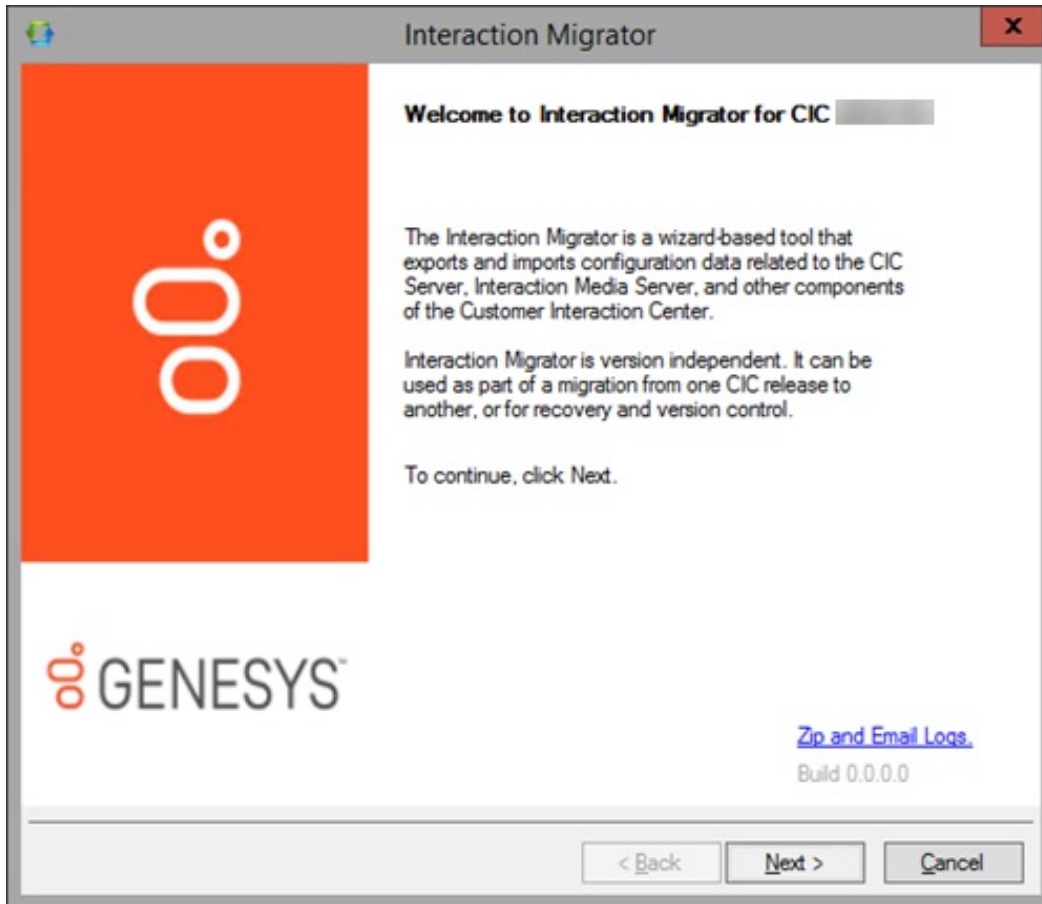 Interaction Migrator
x
Welcome to Interaction Migrator for CIC
The Interaction Migrator is a wizard-based tool that
exports and imports configuration data related to the CIC
Server, Interaction Media Server, and other components
of the Customer Interaction Center.
Interaction Migrator is version independent. It can be
used as part of a migration from one CIC release to
another, or for recovery and version control.
To continue, click Next.
GENESYS™
Zip and Email Logs.
Build 0.0.0.0
< Back
Next >
Cancel